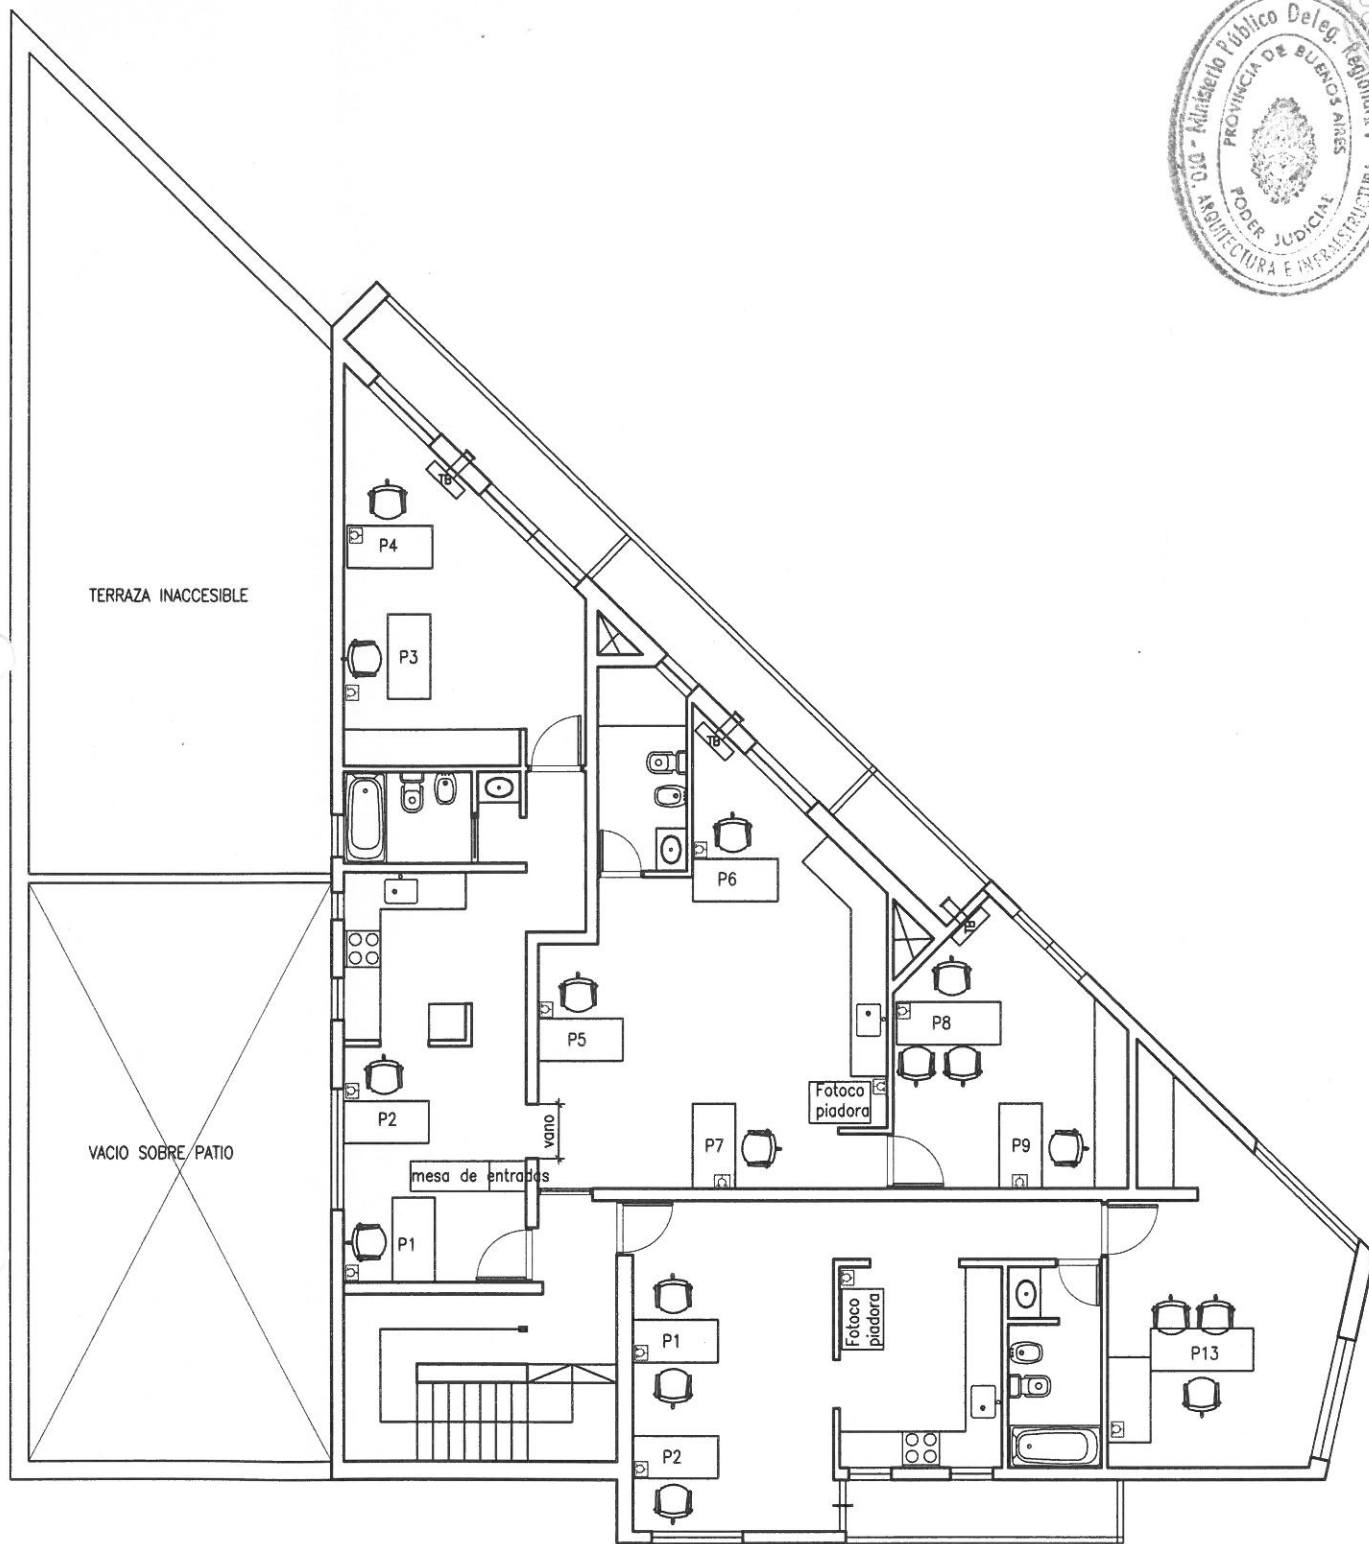 Ministerio Público Deleg.
PROVINCIA DE BUENOS AIRES
PODER JUDICIAL
ARQUITECTURA E INFRAESTRUCTURA
TB
P4
TERRAZA INACCESIBLE
P3
TB
P6
TB
P8
P5
Fotoco
piadora
P2
vano
P7
P9
VACIO SOBRE PATIO
mesa de entradas
P1
Fotoco
piadora
P1
P13
P2